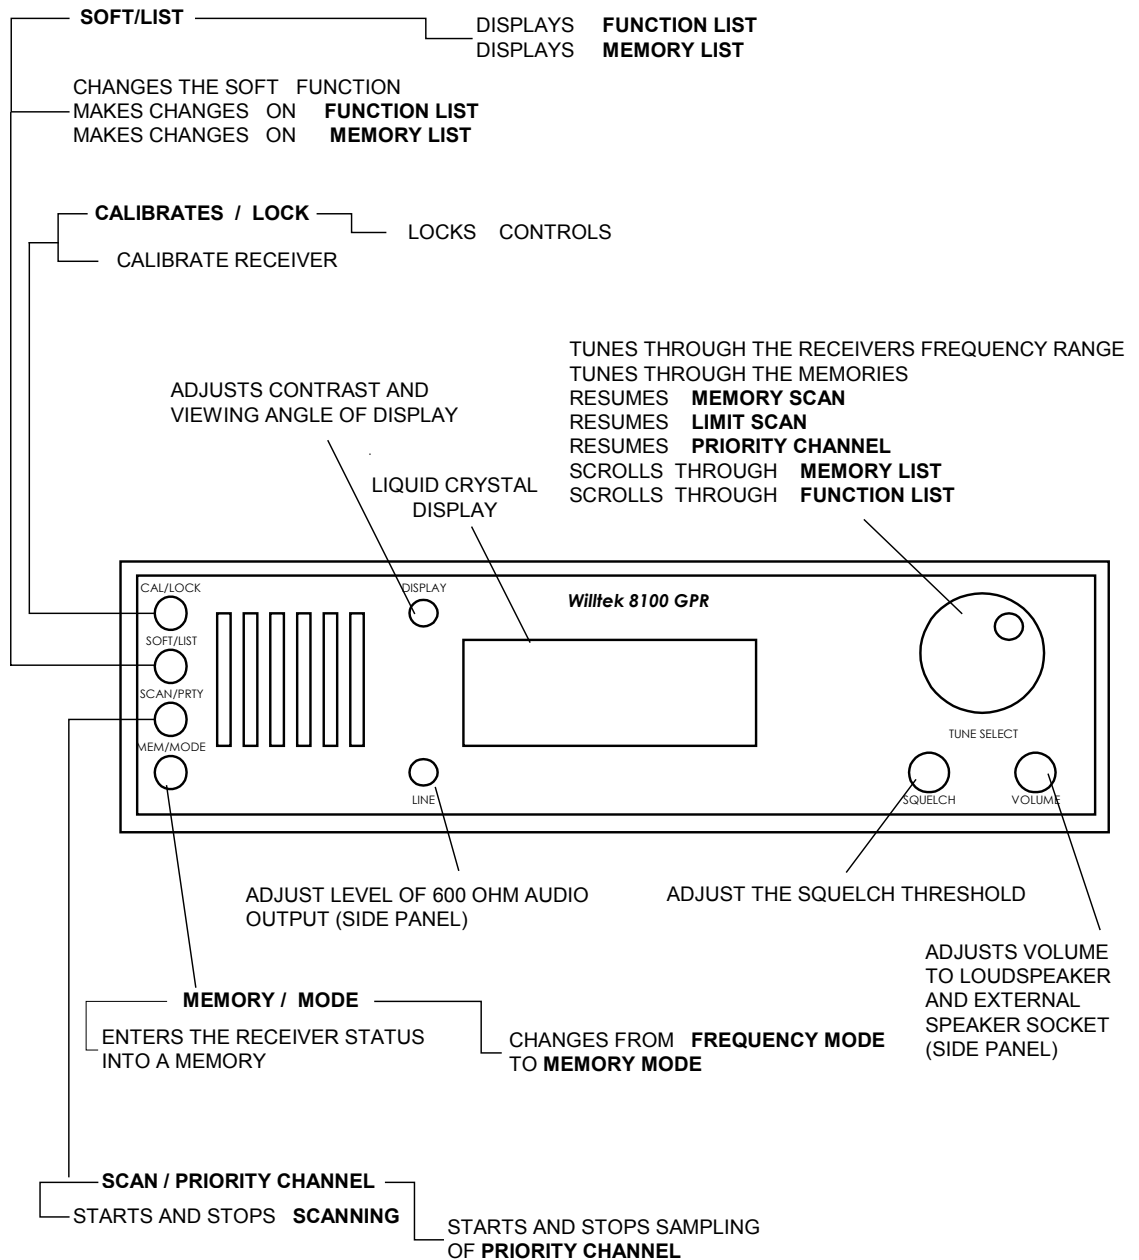 SOFT/LIST
DISPLAYS FUNCTION LIST
DISPLAYS MEMORY LIST
CHANGES THE SOFT FUNCTION
MAKES CHANGES ON FUNCTION LIST
MAKES CHANGES ON MEMORY LIST
CALIBRATES / LOCK
LOCKS CONTROLS
CALIBRATE RECEIVER
TUNES THROUGH THE RECEIVERS FREQUENCY RANGE
TUNES THROUGH THE MEMORIES
RESUMES MEMORY SCAN
RESUMES LIMIT SCAN
RESUMES PRIORITY CHANNEL
SCROLLS THROUGH MEMORY LIST
SCROLLS THROUGH FUNCTION LIST
ADJUSTS CONTRAST AND
VIEWING ANGLE OF DISPLAY
LIQUID CRYSTAL
DISPLAY
CAL/LOCK
DISPLAY
Willtek 8100 GPR
SOFT/LIST
SCAN/PRTY
MEM/MODE
TUNE SELECT
LINE
SQUELCH
VOLUME
ADJUST LEVEL OF 600 OHM AUDIO
OUTPUT (SIDE PANEL)
ADJUST THE SQUELCH THRESHOLD
ADJUSTS VOLUME
TO LOUDSPEAKER
AND EXTERNAL
SPEAKER SOCKET
(SIDE PANEL)
MEMORY / MODE
ENTERS THE RECEIVER STATUS
INTO A MEMORY
CHANGES FROM FREQUENCY MODE
TO MEMORY MODE
SCAN / PRIORITY CHANNEL
STARTS AND STOPS SCANNING
STARTS AND STOPS SAMPLING
OF PRIORITY CHANNEL